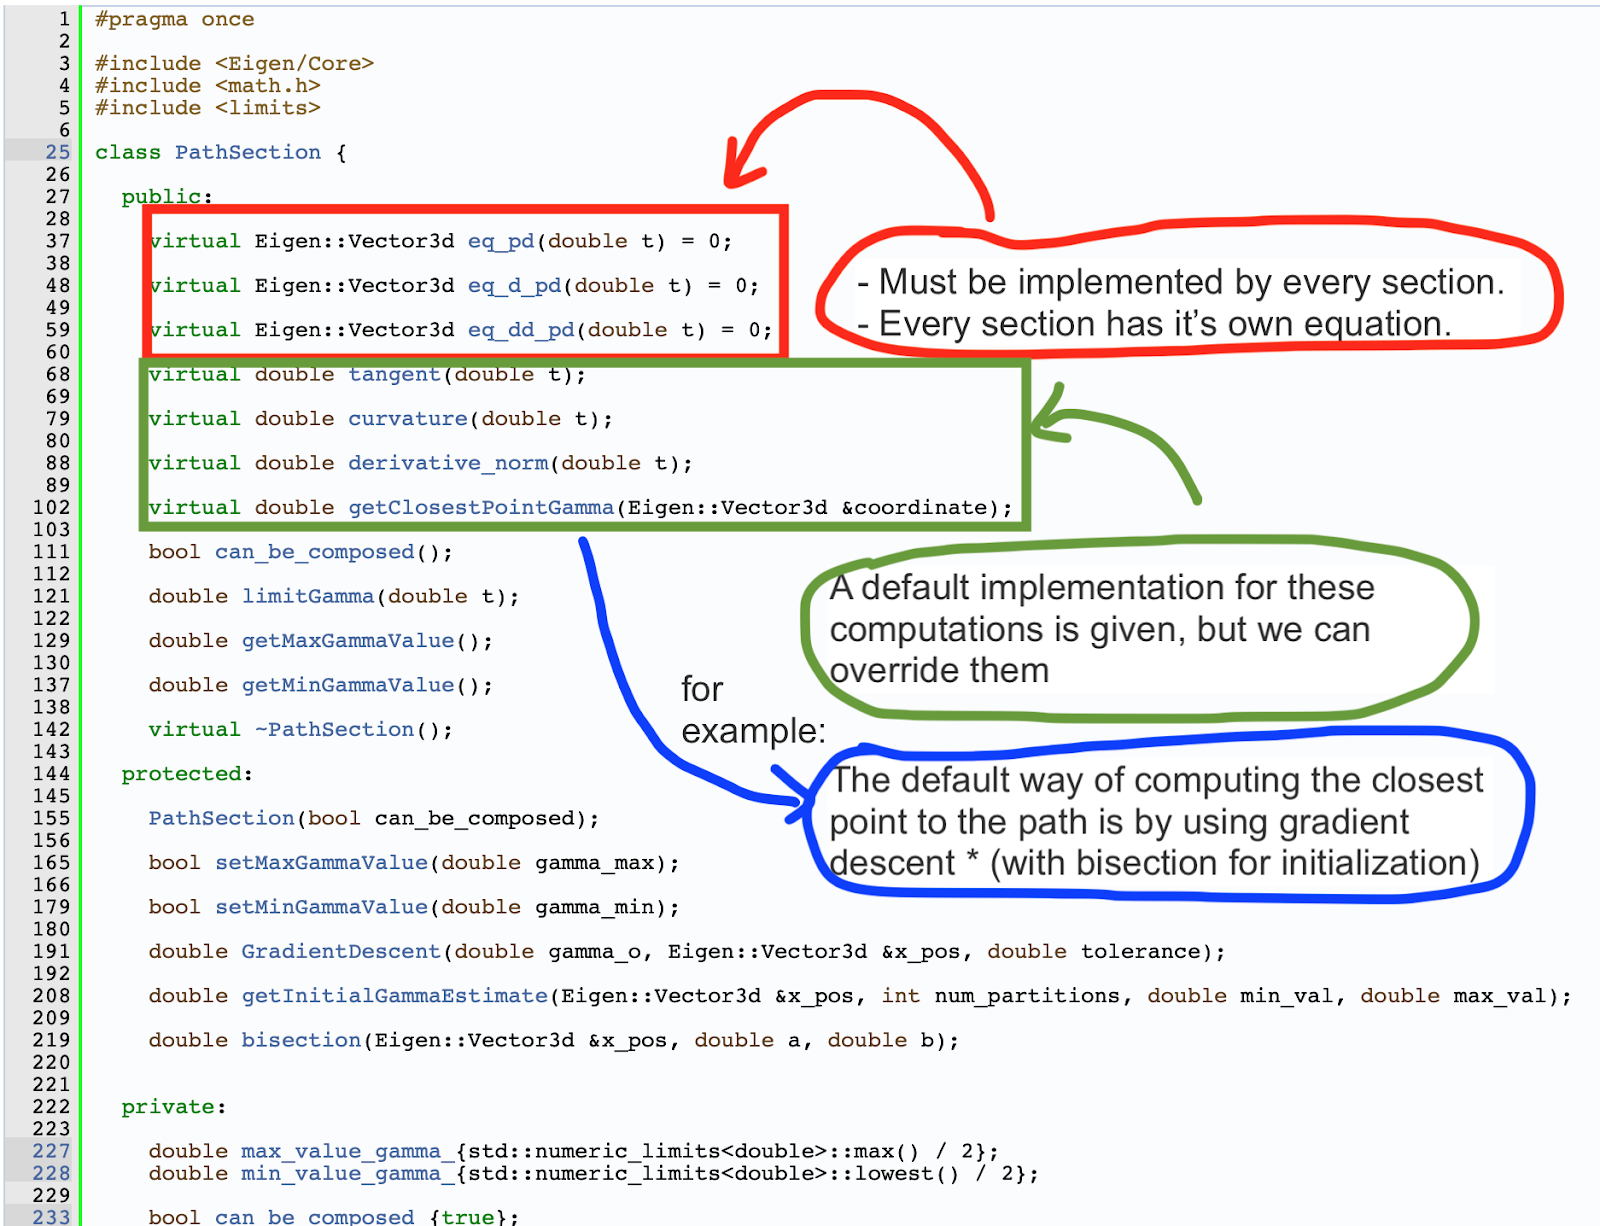 1 #pragma once
2
3 #include <Eigen/Core>
4 #include <math.h>
5 #include <limits>
6
25 class PathSection {
26
27 public:
28
37 virtual Eigen::Vector3d eq_pd(double t) = 0;
38
48 virtual Eigen::Vector3d eq_d_pd(double t) = 0;
49
59 virtual Eigen::Vector3d eq_dd_pd(double t) = 0;
60
- Must be implemented by every section.
- Every section has it's own equation.
68 virtual double tangent(double t);
69
79 virtual double curvature(double t);
80
88 virtual double derivative_norm(double t);
89
102 virtual double getClosestPointGamma(Eigen::Vector3d &coordinate);
103
111 bool can_be_composed();
112
121 double limitGamma(double t);
122
129 double getMaxGammaValue();
130
137 double getMinGammaValue();
138
142 virtual ~PathSection();
143
A default implementation for these
computations is given, but we can
override them
for
example:
The default way of computing the closest
point to the path is by using gradient
descent * (with bisection for initialization)
144 protected:
145
155 PathSection(bool can_be_composed);
156
165 bool setMaxGammaValue(double gamma_max);
166
179 bool setMinGammaValue(double gamma_min);
180
191 double GradientDescent(double gamma_o, Eigen::Vector3d &x_pos, double tolerance);
192
208 double getInitialGammaEstimate(Eigen::Vector3d &x_pos, int num_partitions, double min_val, double max_val);
209
219 double bisection(Eigen::Vector3d &x_pos, double a, double b);
220
221
222 private:
223
227 double max_value_gamma_{std::numeric_limits<double>::max() / 2};
228 double min_value_gamma_{std::numeric_limits<double>::lowest() / 2};
229
233 bool can_be_composed_{true};